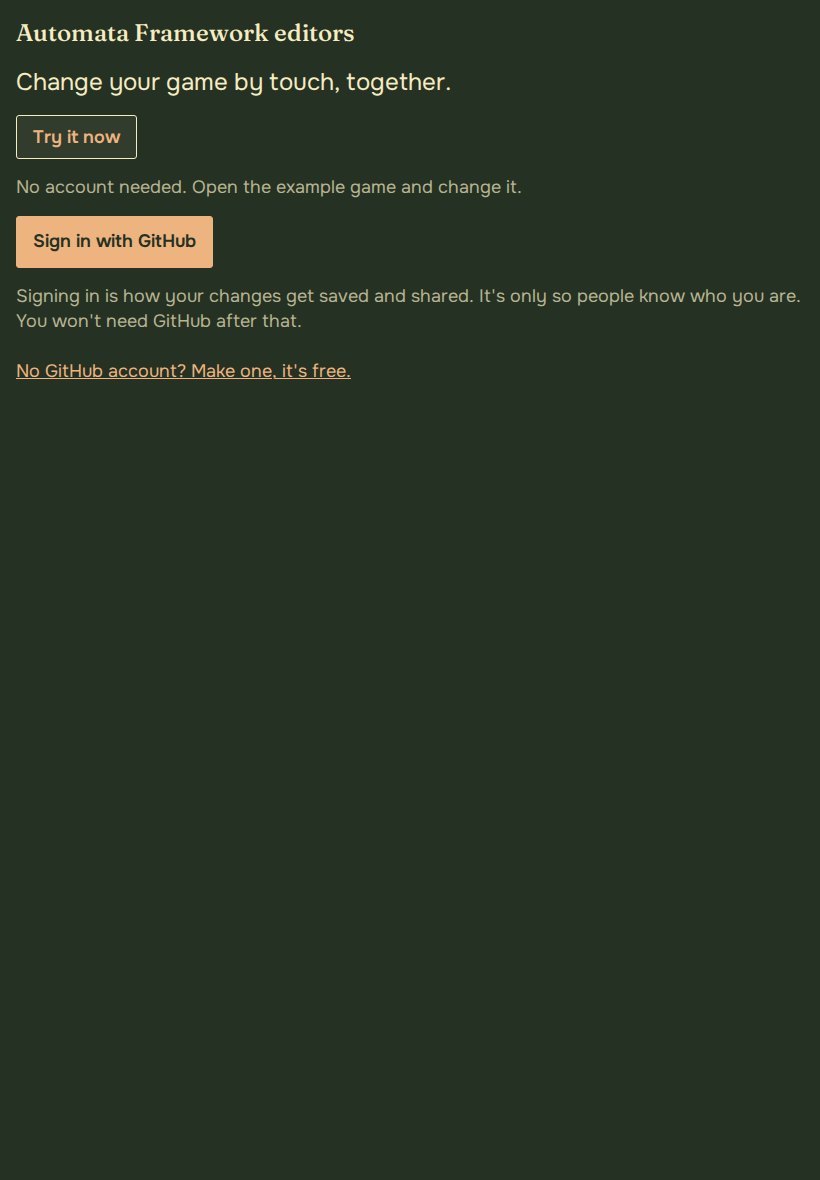 Automata Framework editors
Change your game by touch, together.
Try it now
No account needed. Open the example game and change it.
Sign in with GitHub
Signing in is how your changes get saved and shared. It's only so people know who you are.
You won't need GitHub after that.
No GitHub account? Make one, it's free.